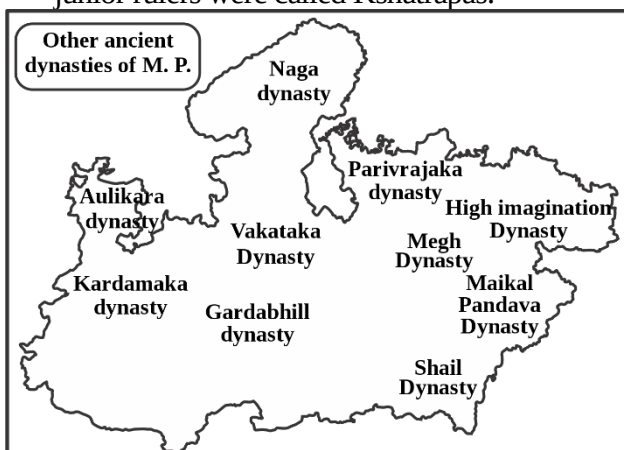 junior rulers were called Kshatrapas.
Other ancient
dynasties of M. P.
Naga
dynasty
Parivrajaka
dynasty
Aulikara
dynasty
High imagination
Dynasty
Vakataka
Dynasty
Megh
Dynasty
Kardamaka
dynasty
Maikal
Pandava
Dynasty
Gardabhill
dynasty
Shail
Dynasty